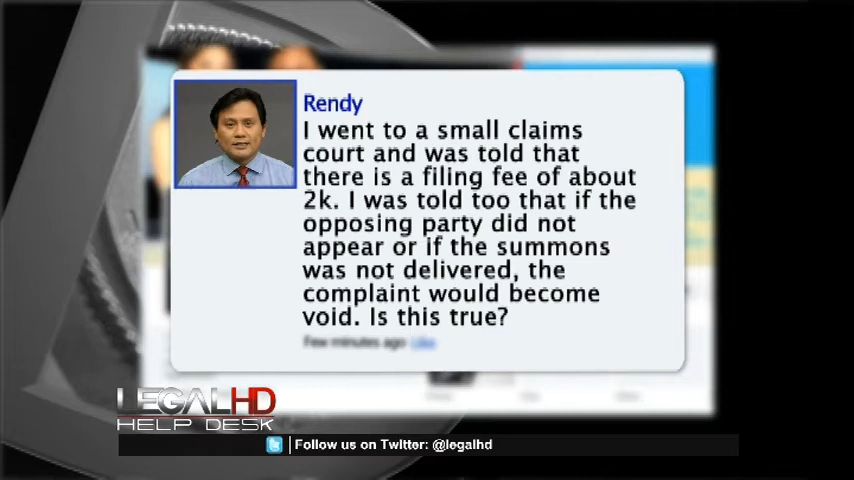 Rendy
I went to a small claims
court and was told that
there is a filing fee of about
2k. I was told too that if the
opposing party did not
appear or if the summons
was not delivered, the
complaint would become
void. Is this true?
Few minutes ago Like
LEGALHD
HELP DESK
Follow us on Twitter: @legalhd